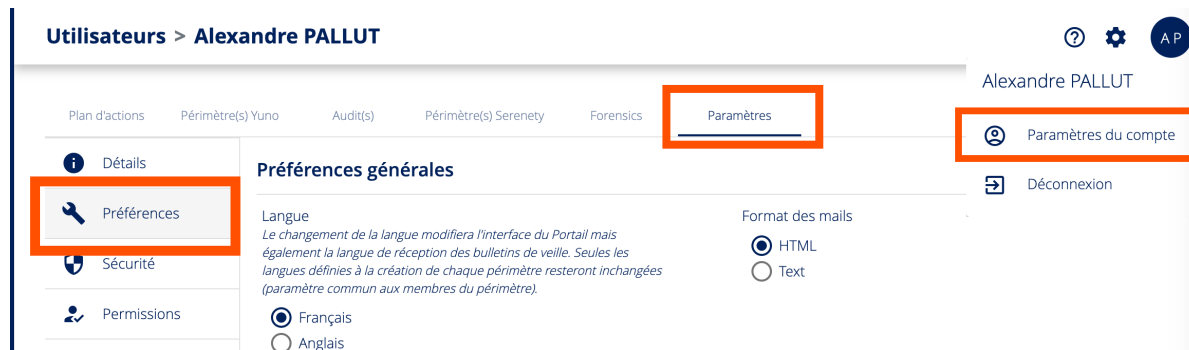 Utilisateurs > Alexandre PALLUT
A P
Alexandre PALLUT
Paramètres du compte
Déconnexion
Plan d'actions
Périmètre(s) Yuno
Audit(s)
Périmètre(s) Serenety
Forensics
Paramètres
Détails
Préférences
Sécurité
Permissions
Préférences générales
Langue
Le changement de la langue modifiera l'interface du Portail mais
également la langue de réception des bulletins de veille. Seules les
langues définies à la création de chaque périmètre resteront inchangées
(paramètre commun aux membres du périmètre).
Français
Anglais
Format des mails
HTML
Text